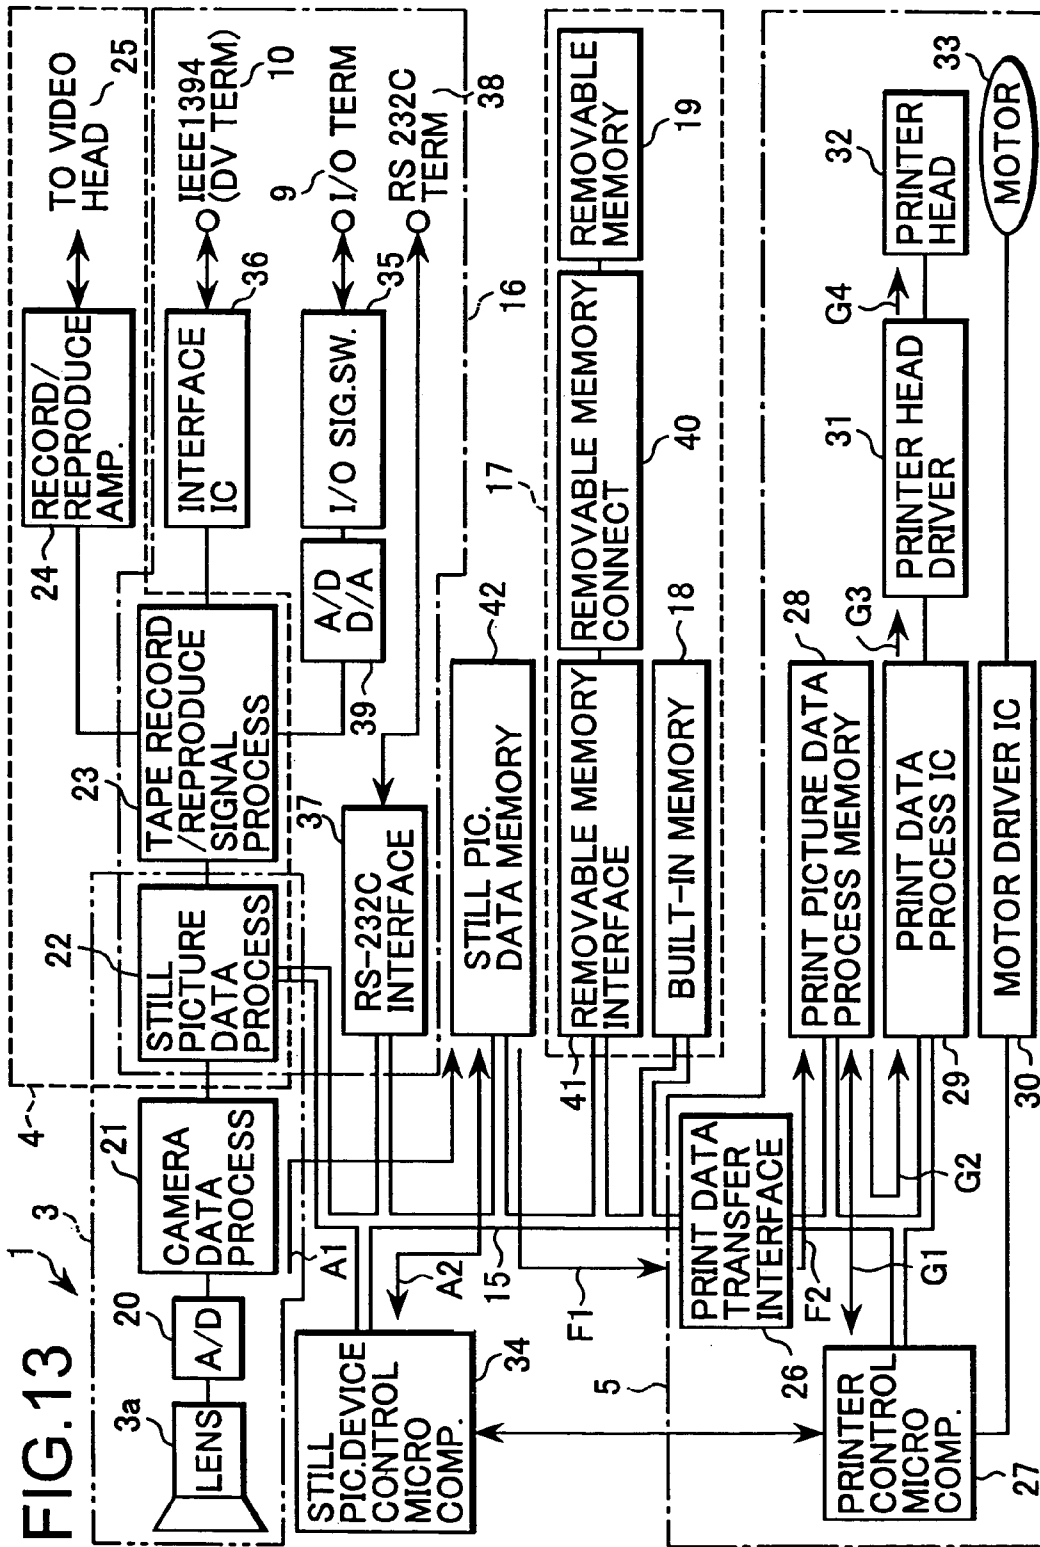 FIG.13
1
3
4
3a
LENS
20
A/D
21
CAMERA
DATA
PROCESS
22
STILL
PICTURE
DATA
PROCESS
23
TAPE RECORD
/REPRODUCE
SIGNAL
PROCESS
24
RECORD/
REPRODUCE
AMP.
TO VIDEO
HEAD
25
INTERFACE
IC
36
IEEE1394
(DV TERM)
10
A/D
D/A
39
I/O SIG.SW.
35
9
I/O TERM
RS 232C
TERM
38
16
37
RS-232C
INTERFACE
A1
STILL
PIC.DEVICE
CONTROL
MICRO
COMP.
34
A2
15
F1
STILL PIC.
DATA MEMORY
42
17
41
REMOVABLE MEMORY
INTERFACE
REMOVABLE MEMORY
CONNECT
40
REMOVABLE
MEMORY
19
BUILT-IN MEMORY
18
5
PRINT DATA
TRANSFER
INTERFACE
26
F2
G1
G2
PRINTER
CONTROL
MICRO
COMP.
27
PRINT PICTURE DATA
PROCESS MEMORY
28
PRINT DATA
PROCESS IC
29
G3
31
PRINTER HEAD
DRIVER
G4
32
PRINTER
HEAD
MOTOR DRIVER IC
30
MOTOR
33